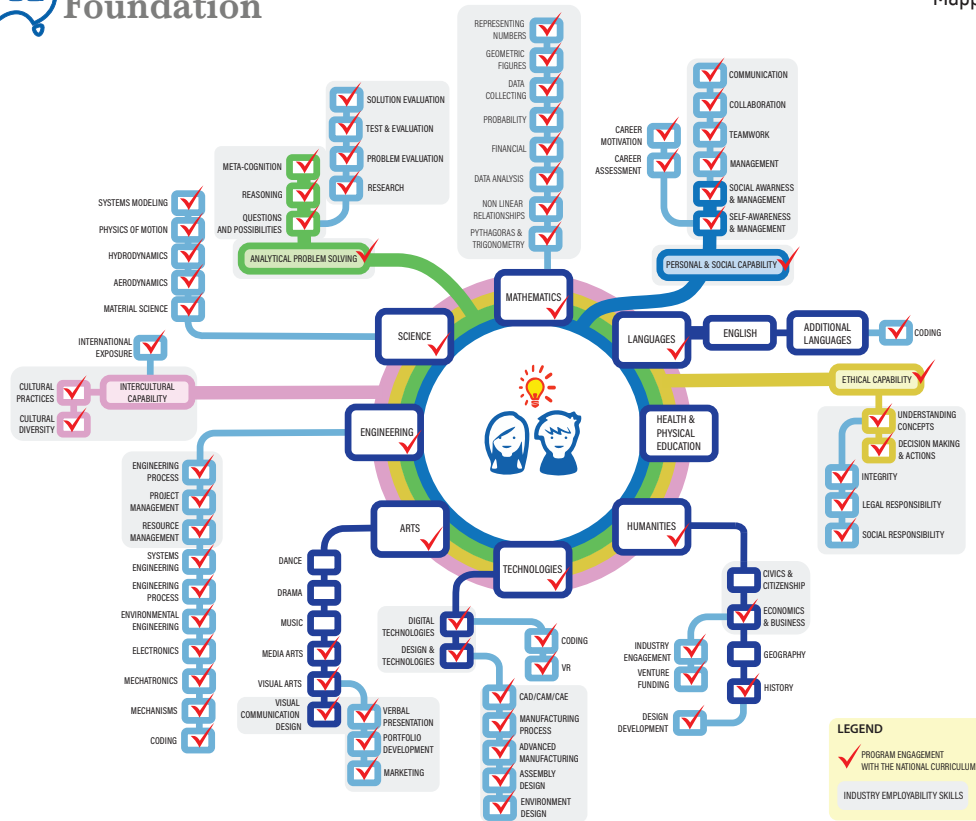 Foundation
Mapp
REPRESENTING
NUMBERS
GEOMETRIC
FIGURES
DATA
COLLECTING
PROBABILITY
FINANCIAL
DATA ANALYSIS
NON LINEAR
RELATIONSHIPS
PYTHAGORAS &
TRIGONOMETRY
MATHEMATICS
SOLUTION EVALUATION
TEST & EVALUATION
PROBLEM EVALUATION
RESEARCH
META-COGNITION
REASONING
QUESTIONS
AND POSSIBILITIES
ANALYTICAL PROBLEM SOLVING
COMMUNICATION
COLLABORATION
TEAMWORK
MANAGEMENT
SOCIAL AWARNESS
& MANAGEMENT
SELF-AWARENESS
& MANAGEMENT
CAREER
MOTIVATION
CAREER
ASSESSMENT
PERSONAL & SOCIAL CAPABILITY
SYSTEMS MODELING
PHYSICS OF MOTION
HYDRODYNAMICS
AERODYNAMICS
MATERIAL SCIENCE
SCIENCE
LANGUAGES
ENGLISH
ADDITIONAL
LANGUAGES
CODING
INTERNATIONAL
EXPOSURE
CULTURAL
PRACTICES
CULTURAL
DIVERSITY
INTERCULTURAL
CAPABILITY
ETHICAL CAPABILITY
UNDERSTANDING
CONCEPTS
DECISION MAKING
& ACTIONS
INTEGRITY
LEGAL RESPONSIBILITY
SOCIAL RESPONSIBILITY
ENGINEERING
HEALTH &
PHYSICAL
EDUCATION
ENGINEERING
PROCESS
PROJECT
MANAGEMENT
RESOURCE
MANAGEMENT
SYSTEMS
ENGINEERING
ENGINEERING
PROCESS
ENVIRONMENTAL
ENGINEERING
ELECTRONICS
MECHATRONICS
MECHANISMS
CODING
ARTS
DANCE
DRAMA
MUSIC
MEDIA ARTS
VISUAL ARTS
VISUAL
COMMUNICATION
DESIGN
VERBAL
PRESENTATION
PORTFOLIO
DEVELOPMENT
MARKETING
TECHNOLOGIES
DIGITAL
TECHNOLOGIES
DESIGN &
TECHNOLOGIES
CODING
VR
CAD/CAM/CAE
MANUFACTURING
PROCESS
ADVANCED
MANUFACTURING
ASSEMBLY
DESIGN
ENVIRONMENT
DESIGN
HUMANITIES
CIVICS &
CITIZENSHIP
ECONOMICS
& BUSINESS
GEOGRAPHY
HISTORY
INDUSTRY
ENGAGEMENT
VENTURE
FUNDING
DESIGN
DEVELOPMENT
LEGEND
PROGRAM ENGAGEMENT
WITH THE NATIONAL CURRICULUM
INDUSTRY EMPLOYABILITY SKILLS